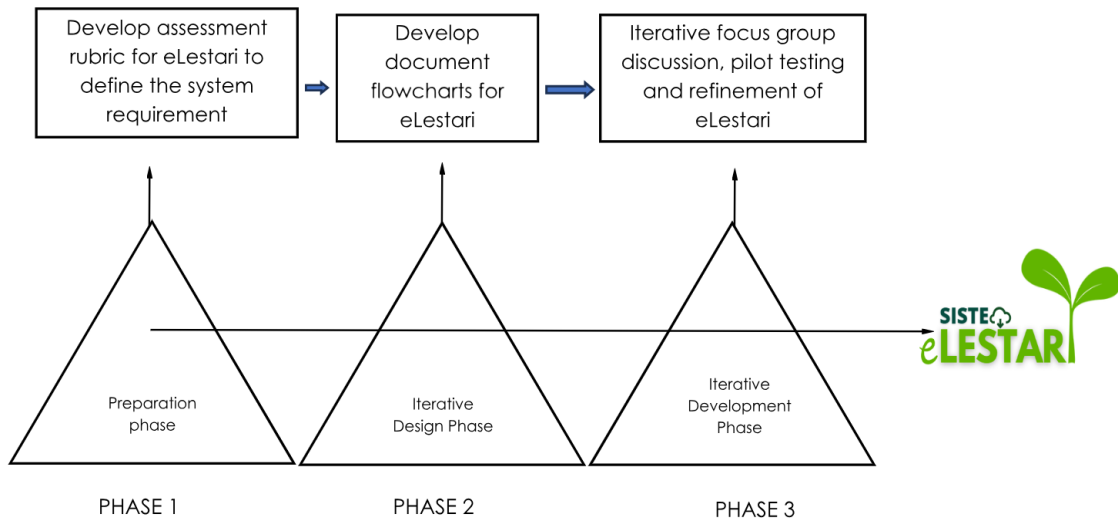 Develop assessment
rubric for eLestari to
define the system
requirement
Develop
document
flowcharts for
eLestari
Iterative focus group
discussion, pilot testing
and refinement of
eLestari
SISTE
eLESTARI
Preparation
phase
Iterative
Design Phase
Iterative
Development
Phase
PHASE 1
PHASE 2
PHASE 3